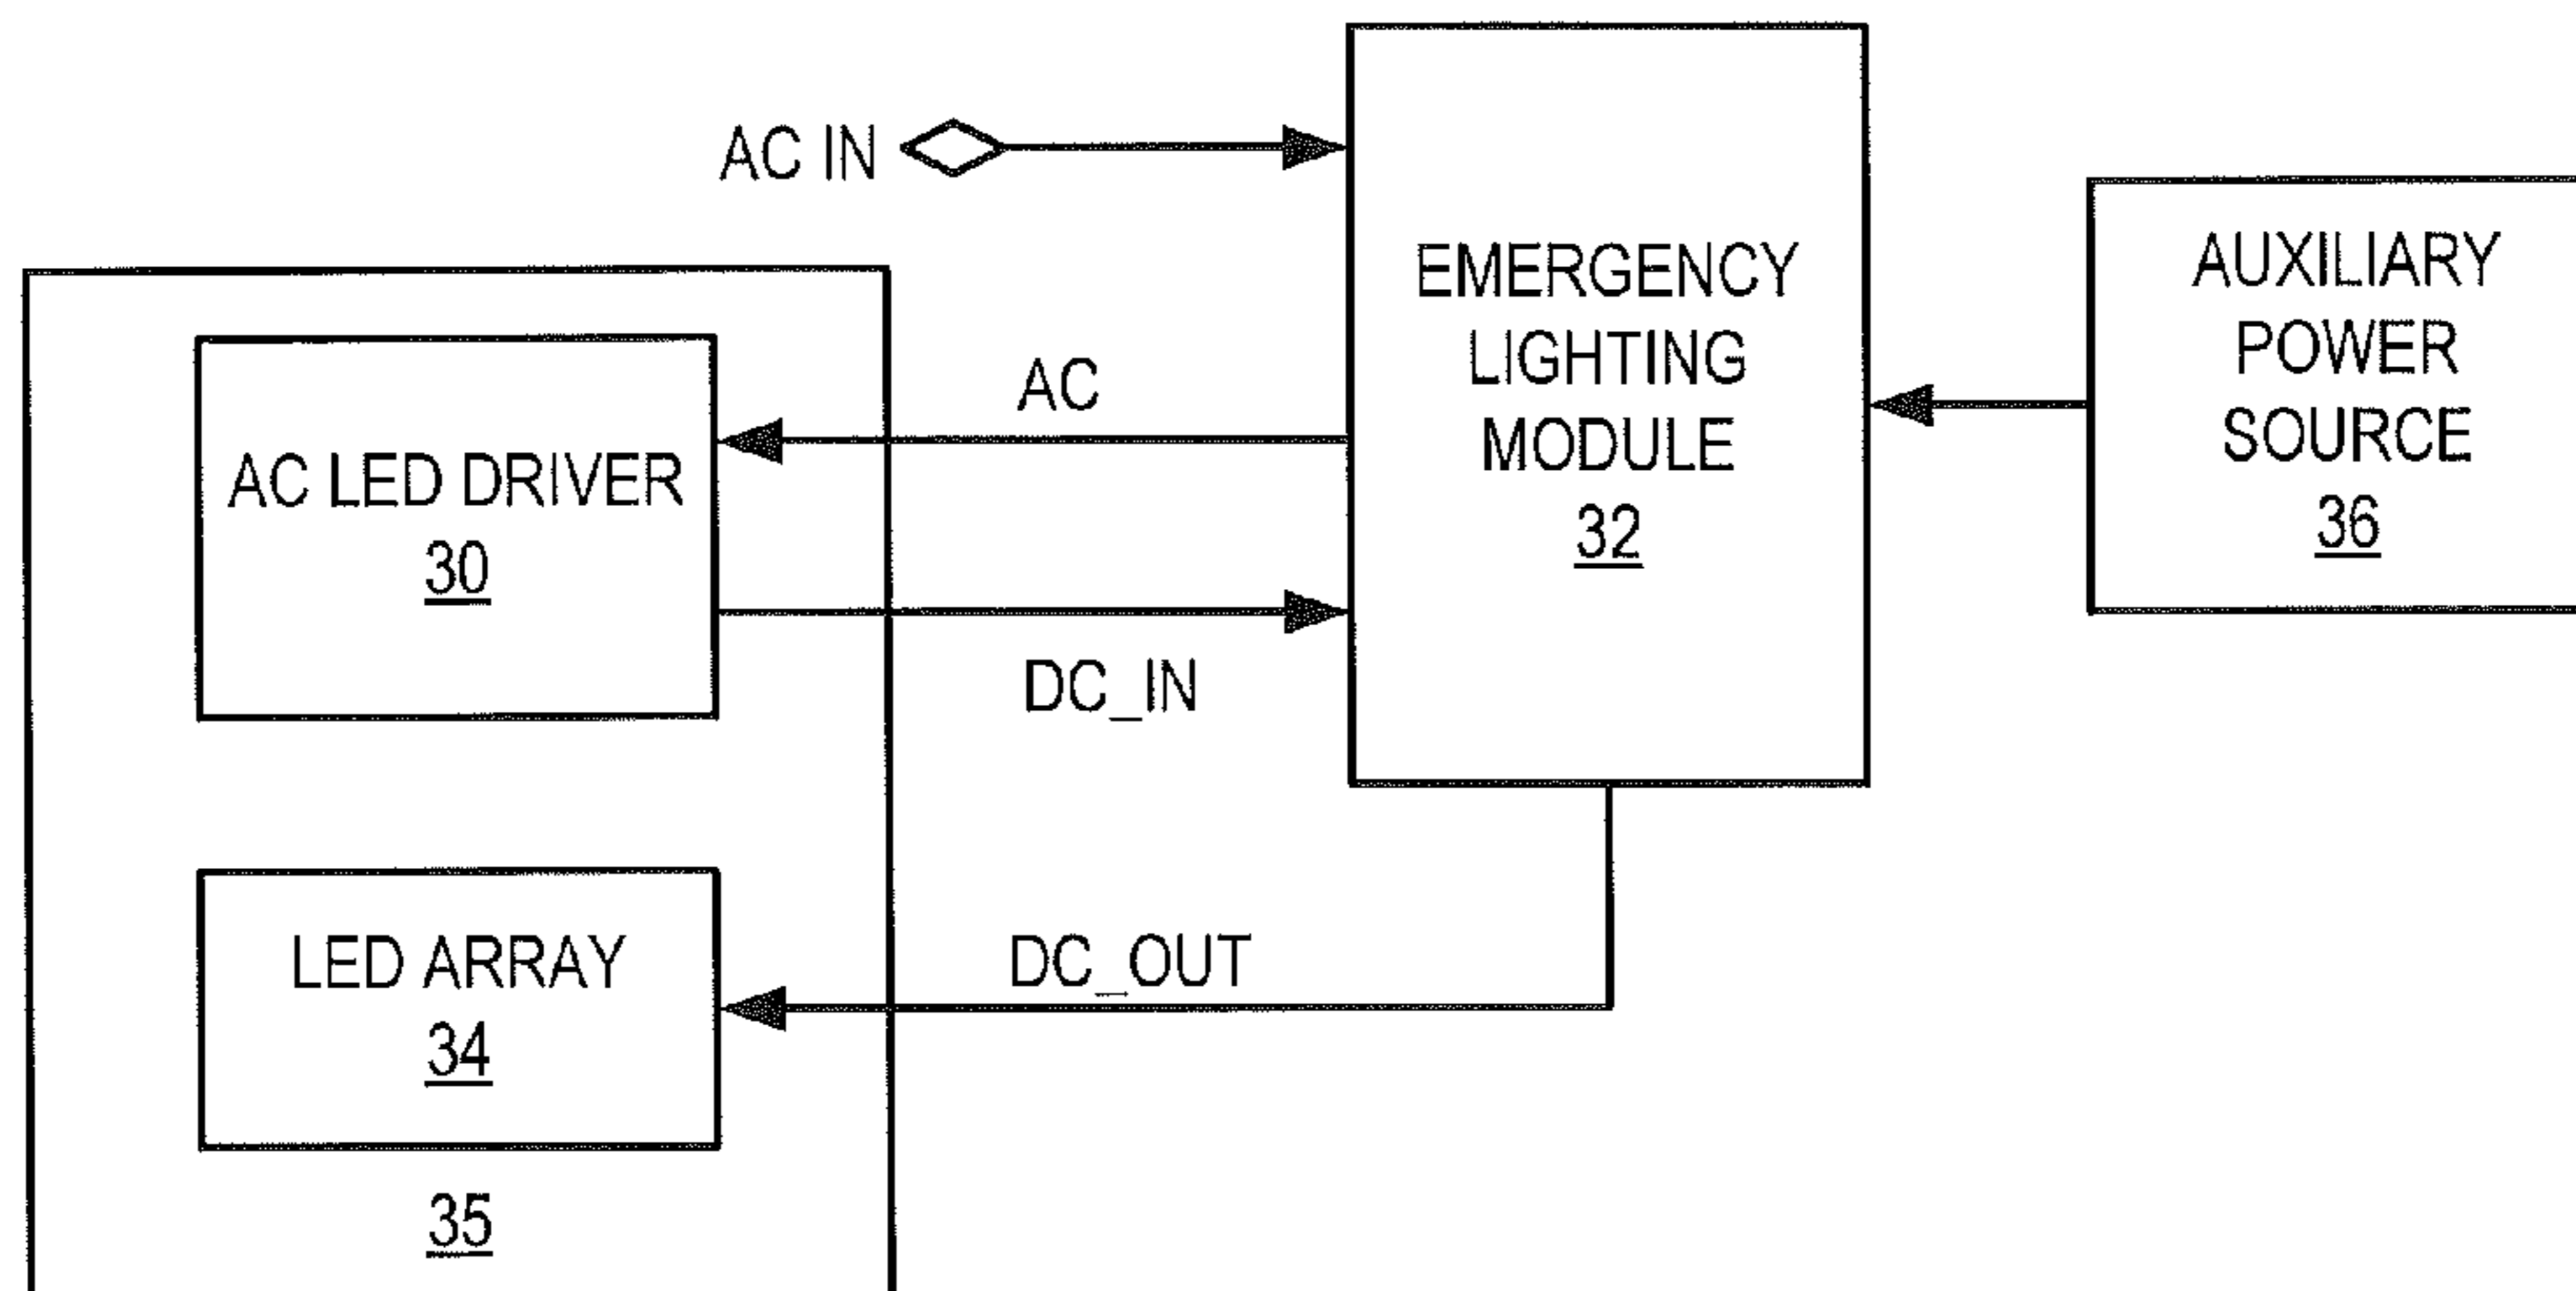 AC IN
EMERGENCY
LIGHTING
MODULE
32
AUXILIARY
POWER
SOURCE
36
AC
AC LED DRIVER
30
DC_IN
LED ARRAY
34
DC_OUT
35